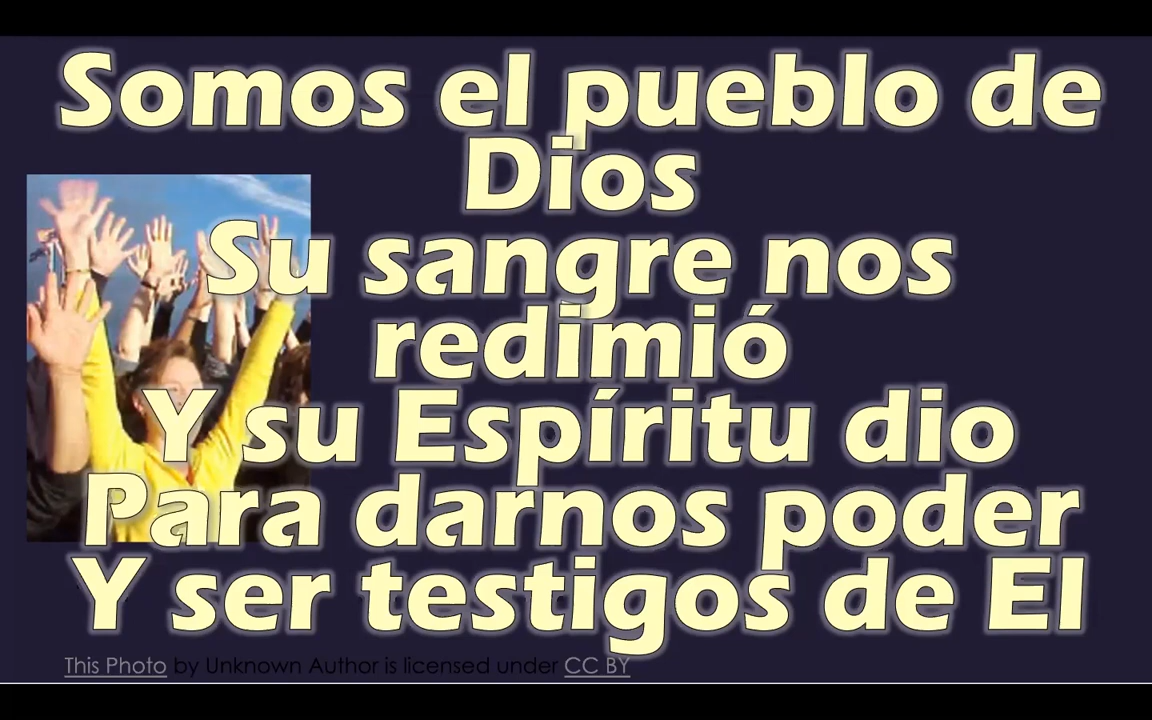 Somos el pueblo de
Dios
Su sangre nos
redimió
Y su Espíritu dio
Para darnos poder
Y ser testigos de El
This Photo by Unknown Author is licensed under CC BY